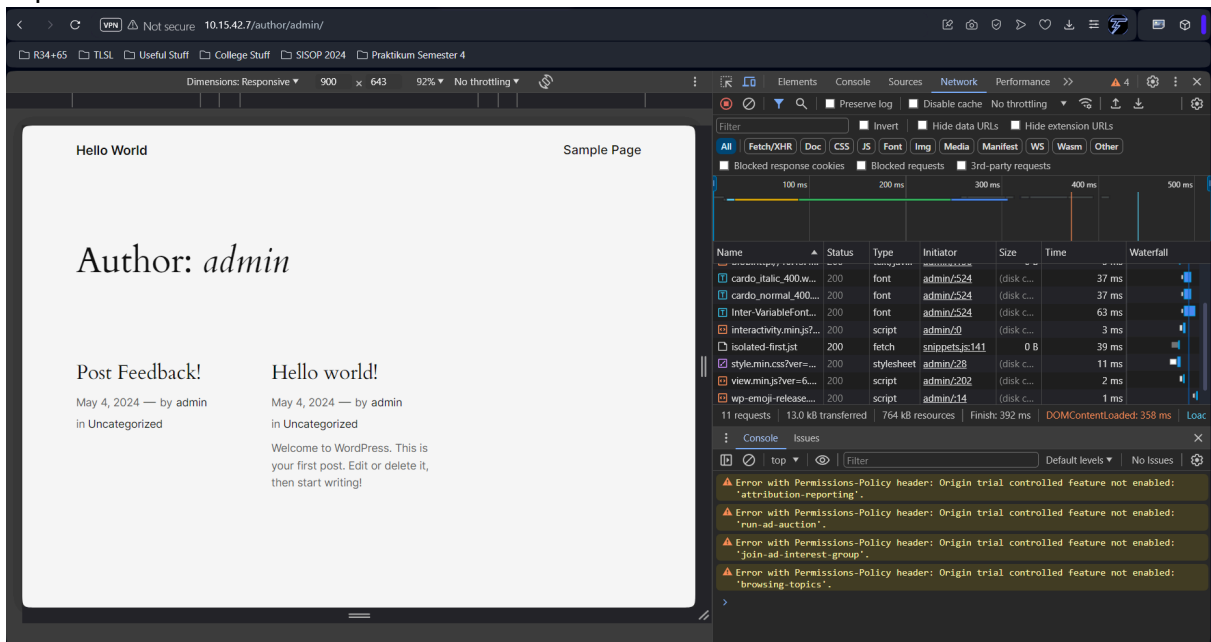 VPN Not secure 10.15.42.7/author/admin/
R34+65 TLSL Useful Stuff College Stuff SISOP 2024 Praktikum Semester 4
Dimensions: Responsive 900 x 643 92% No throttling
Elements Console Sources Network Performance 4
Preserve log Disable cache No throttling
Filter Invert Hide data URLs Hide extension URLs
All Fetch/XHR Doc CSS JS Font Img Media Manifest WS Wasm Other
Blocked response cookies Blocked requests 3rd-party requests
100 ms 200 ms 300 ms 400 ms 500 ms
Name Status Type Initiator Size Time Waterfall
cardo_italic_400.w... 200 font admin/:524 (disk c... 37 ms
cardo_normal_400.... 200 font admin/:524 (disk c... 37 ms
Inter-VariableFont... 200 font admin/:524 (disk c... 63 ms
interactivity.min.js?... 200 script admin/:0 (disk c... 3 ms
isolated-first.jst 200 fetch snippets.js:141 0 B 39 ms
style.min.css?ver=... 200 stylesheet admin/:28 (disk c... 11 ms
view.min.js?ver=6.... 200 script admin/:202 (disk c... 2 ms
wp-emoji-release.... 200 script admin/:14 (disk c... 1 ms
11 requests 13.0 kB transferred 764 kB resources Finish: 392 ms DOMContentLoaded: 358 ms Loac
Console Issues
top Filter Default levels No Issues
Error with Permissions-Policy header: Origin trial controlled feature not enabled:
'attribution-reporting'.
Error with Permissions-Policy header: Origin trial controlled feature not enabled:
'run-ad-auction'.
Error with Permissions-Policy header: Origin trial controlled feature not enabled:
'join-ad-interest-group'.
Error with Permissions-Policy header: Origin trial controlled feature not enabled:
'browsing-topics'.
Hello World Sample Page
Author: admin
Post Feedback!
May 4, 2024 — by admin
in Uncategorized
Hello world!
May 4, 2024 — by admin
in Uncategorized
Welcome to WordPress. This is
your first post. Edit or delete it,
then start writing!